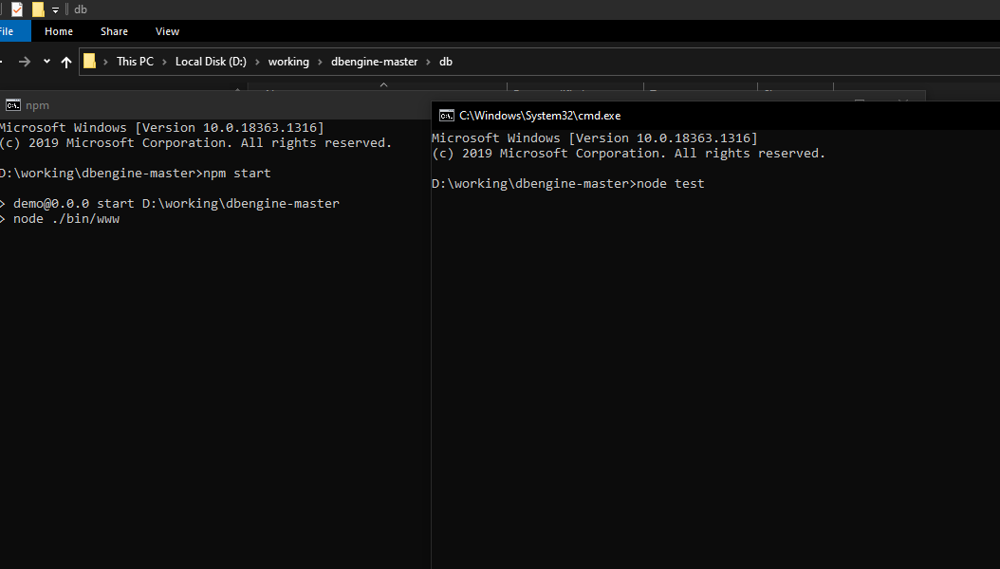 db
File Home Share View
This PC > Local Disk (D:) > working > dbengine-master > db
npm
Microsoft Windows [Version 10.0.18363.1316]
(c) 2019 Microsoft Corporation. All rights reserved.
D:\working\dbengine-master>npm start
> demo@0.0.0 start D:\working\dbengine-master
> node ./bin/www
C:\Windows\System32\cmd.exe
Microsoft Windows [Version 10.0.18363.1316]
(c) 2019 Microsoft Corporation. All rights reserved.
D:\working\dbengine-master>node test